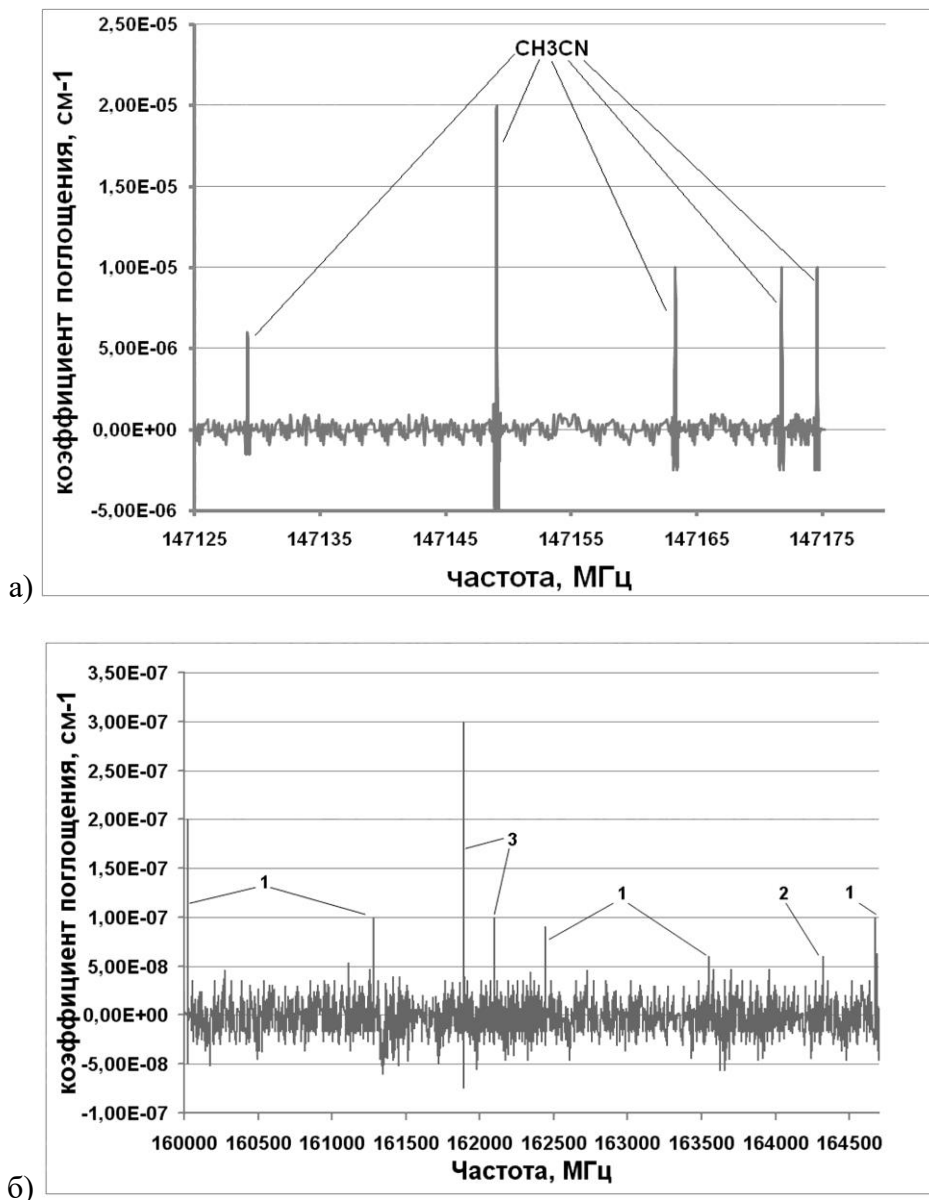 2,50E-05
CH3CN
2,00E-05
1,50E-05
1,00E-05
5,00E-06
0,00E+00
-5,00E-06
коэффициент поглощения, см-1
147125 147135 147145 147155 147165 147175
частота, МГц
а)
3,50E-07
3,00E-07
2,50E-07
2,00E-07
3
1,50E-07
1 1 2 1
1,00E-07
5,00E-08
0,00E+00
-5,00E-08
-1,00E-07
коэффициент поглощения, см-1
160000 160500 161000 161500 162000 162500 163000 163500 164000 164500
Частота, МГц
б)